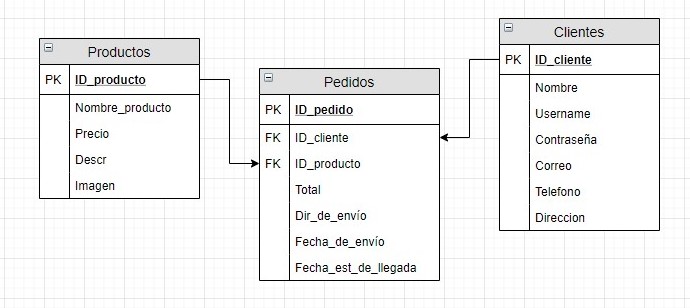 Productos
PK ID_producto
Nombre_producto
Precio
Descr
Imagen
Pedidos
PK ID_pedido
FK ID_cliente
FK ID_producto
Total
Dir_de_envío
Fecha_de_envío
Fecha_est_de_llegada
Clientes
PK ID_cliente
Nombre
Username
Contraseña
Correo
Telefono
Direccion